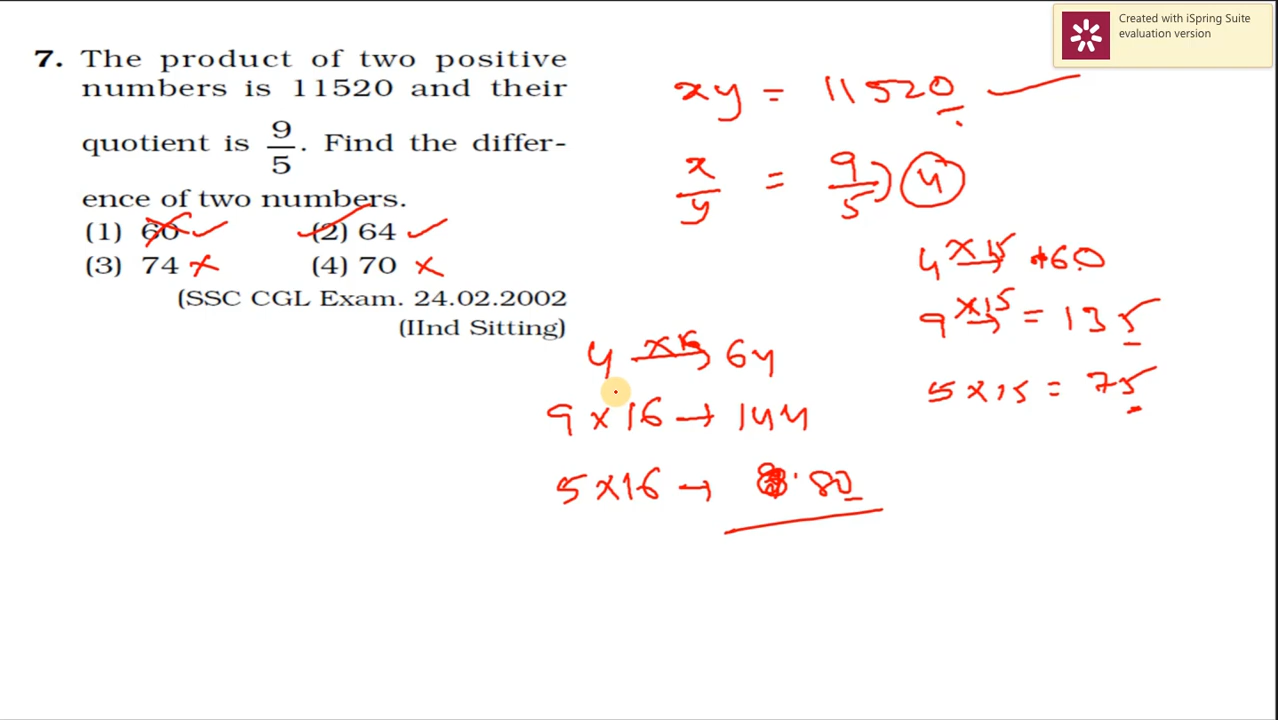 Created with iSpring Suite
evaluation version
7. The product of two positive
numbers is 11520 and their
quotient is 9/5. Find the differ-
ence of two numbers.
(1) 60 (2) 64
(3) 74 (4) 70
(SSC CGL Exam. 24.02.2002
(IInd Sitting)
xy = 11520
x/y = 9/5) 4
4 ×15→ 60
9 ×15→ = 135
5 × 15 = 75
4 ×16→ 64
9 × 16 → 144
5 × 16 → 80